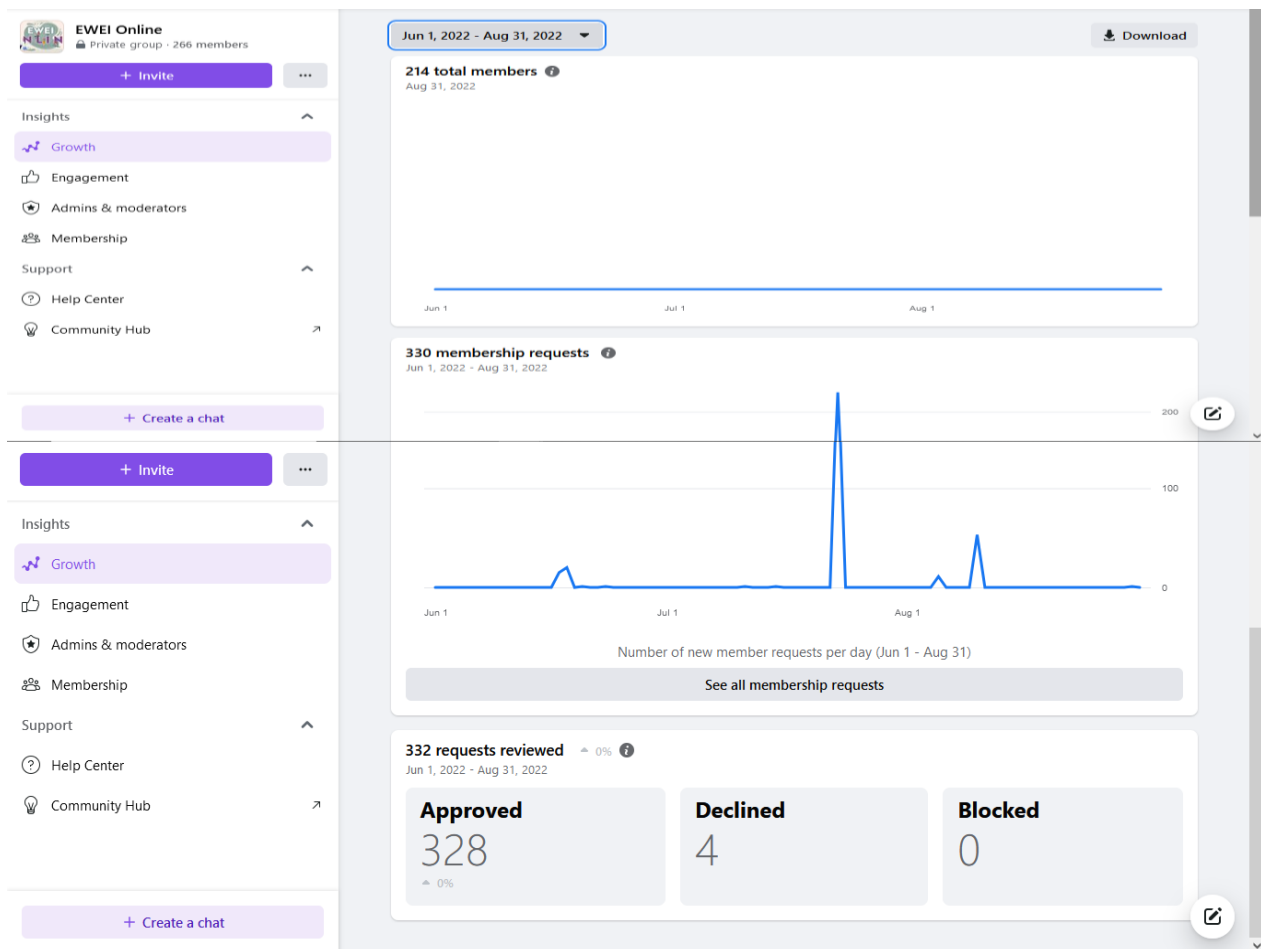 EWEI Online
Private group · 266 members
+ Invite
...
Insights
Growth
Engagement
Admins & moderators
Membership
Support
Help Center
Community Hub
+ Create a chat
Jun 1, 2022 - Aug 31, 2022
Download
214 total members
Aug 31, 2022
Jun 1 Jul 1 Aug 1
330 membership requests
Jun 1, 2022 - Aug 31, 2022
200
100
0
Jun 1 Jul 1 Aug 1
Number of new member requests per day (Jun 1 - Aug 31)
See all membership requests
+ Invite
...
Insights
Growth
Engagement
Admins & moderators
Membership
Support
Help Center
Community Hub
+ Create a chat
332 requests reviewed 0%
Jun 1, 2022 - Aug 31, 2022
Approved
328
0%
Declined
4
Blocked
0